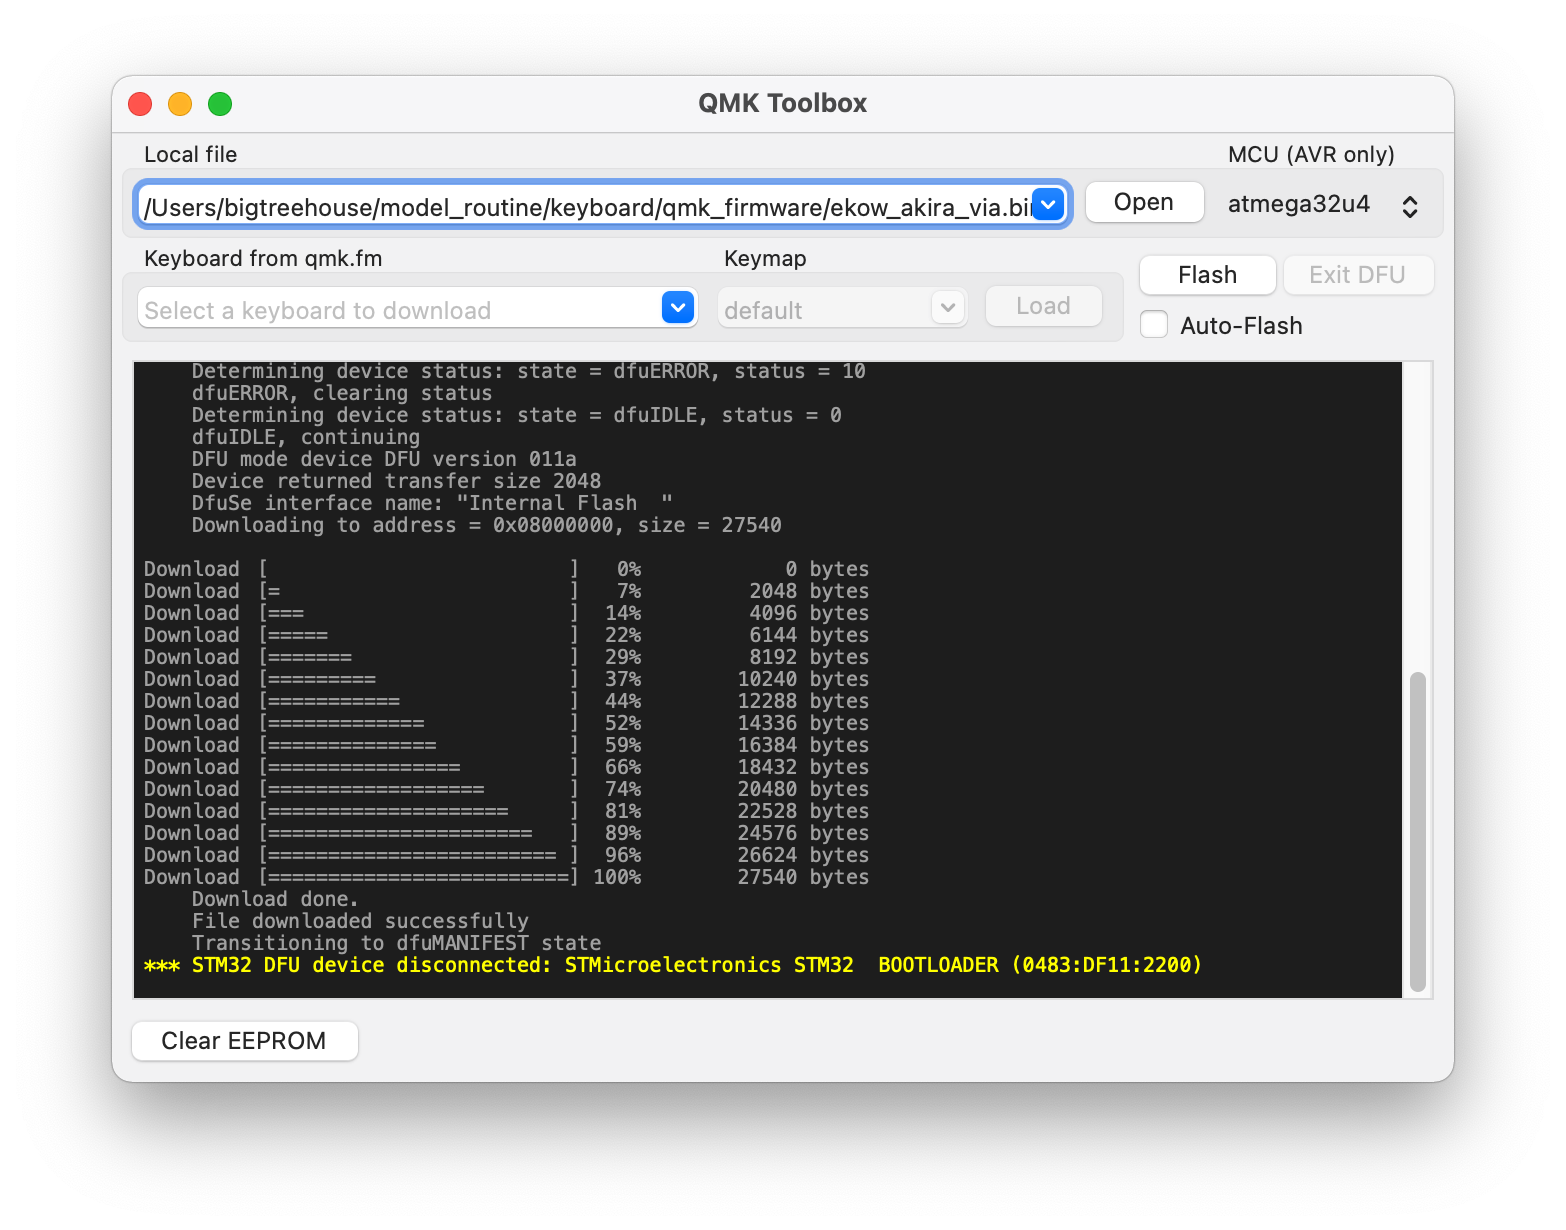 QMK Toolbox
Local file
MCU (AVR only)
/Users/bigtreehouse/model_routine/keyboard/qmk_firmware/ekow_akira_via.bin
Open
atmega32u4
Keyboard from qmk.fm
Keymap
Select a keyboard to download
default
Load
Flash
Exit DFU
Auto-Flash
Determining device status: state = dfuERROR, status = 10
dfuERROR, clearing status
Determining device status: state = dfuIDLE, status = 0
dfuIDLE, continuing
DFU mode device DFU version 011a
Device returned transfer size 2048
DfuSe interface name: "Internal Flash  "
Downloading to address = 0x08000000, size = 27540
Download [                         ]   0%            0 bytes
Download [=                        ]   7%         2048 bytes
Download [===                      ]  14%         4096 bytes
Download [=====                    ]  22%         6144 bytes
Download [=======                  ]  29%         8192 bytes
Download [=========                ]  37%        10240 bytes
Download [===========              ]  44%        12288 bytes
Download [=============            ]  52%        14336 bytes
Download [==============           ]  59%        16384 bytes
Download [================         ]  66%        18432 bytes
Download [==================       ]  74%        20480 bytes
Download [====================     ]  81%        22528 bytes
Download [======================   ]  89%        24576 bytes
Download [======================== ]  96%        26624 bytes
Download [=========================] 100%        27540 bytes
Download done.
File downloaded successfully
Transitioning to dfuMANIFEST state
*** STM32 DFU device disconnected: STMicroelectronics STM32  BOOTLOADER (0483:DF11:2200)
Clear EEPROM